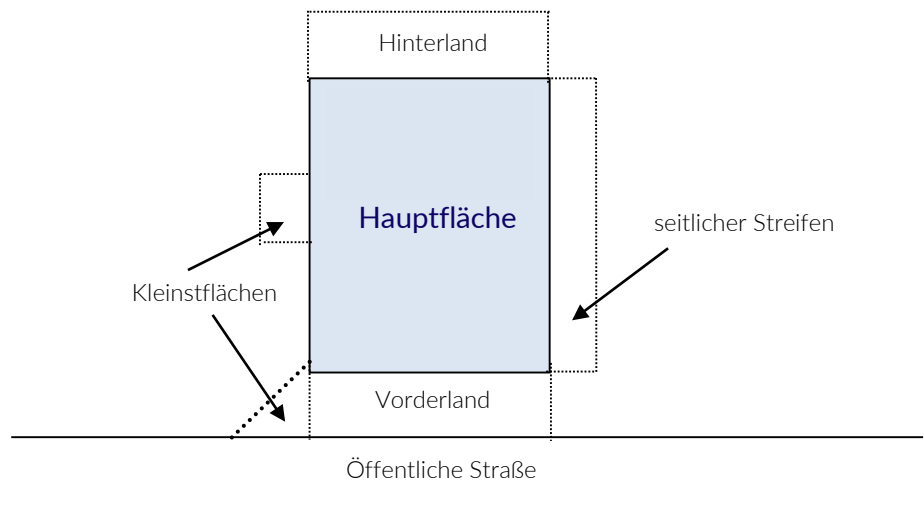 Hinterland
Hauptfläche
seitlicher Streifen
Kleinstflächen
Vorderland
Öffentliche Straße